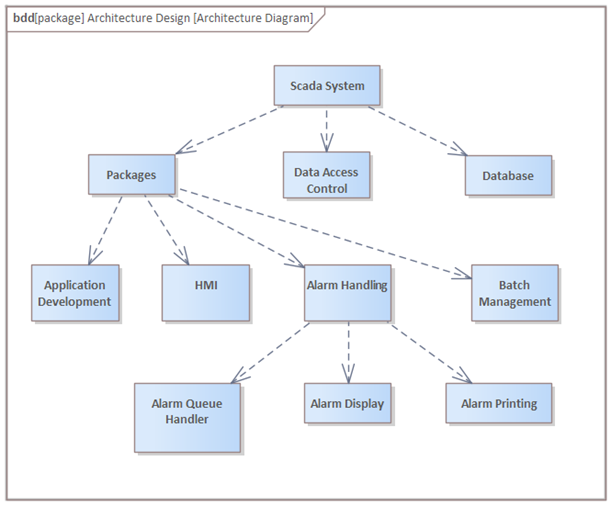 bdd[package] Architecture Design [Architecture Diagram]
Scada System
Packages
Data Access
Control
Database
Application
Development
HMI
Alarm Handling
Batch
Management
Alarm Queue
Handler
Alarm Display
Alarm Printing